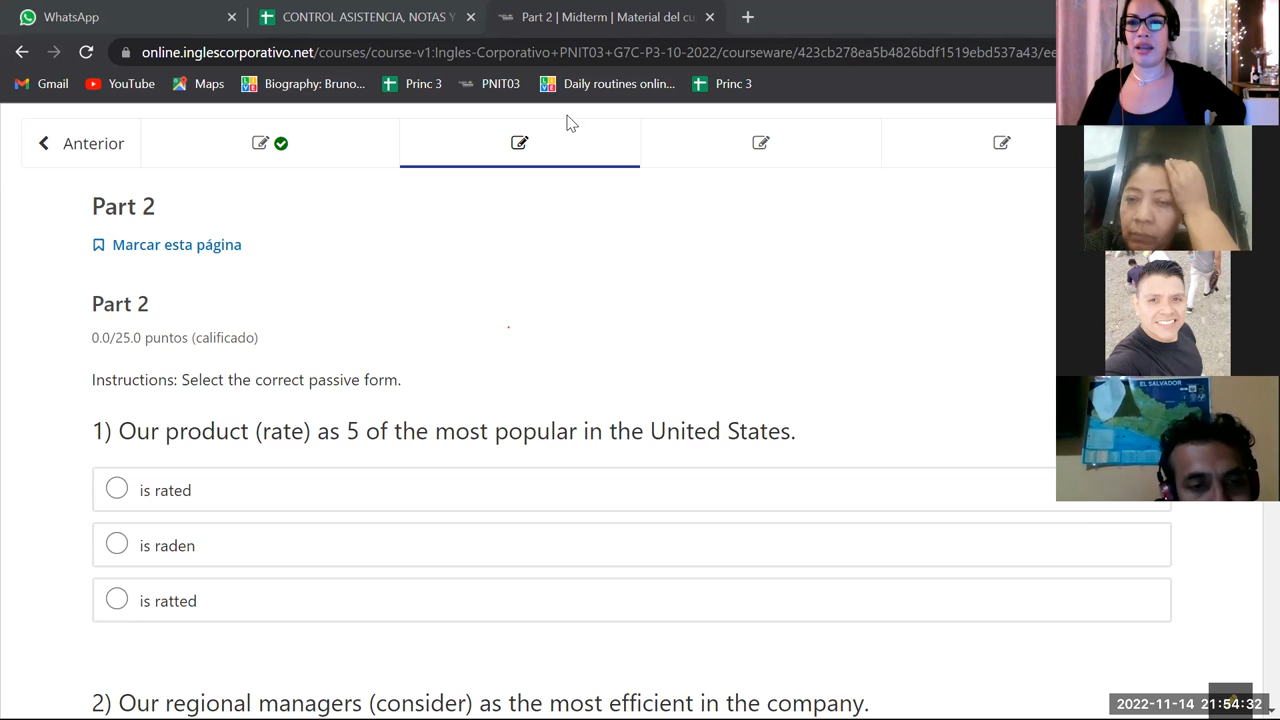 WhatsApp
CONTROL ASISTENCIA, NOTAS
Part 2 | Midterm | Material del cu
online.inglescorporativo.net/courses/course-v1:
orporativo+PNIT03+G7C-P3-10-20
urseware/423cb278ea5b4826bdf1519ebd537a43/ee
Gmail
YouTube
Maps
Biography: Bruno...
Princ 3
PNIT03
Daily routines onlin...
Princ 3
Anterior
Part 2
Marcar esta página
Part 2
0.0/25.0 puntos (calificado)
Instructions: Select the correct passive form.
1) Our product (rate) as 5 of the most popular in the United States.
is rated
is raden
is ratted
2) Our regional managers (consider) as the most efficient in the company.
EL SALVADOR
2022-11-14 21:54:32